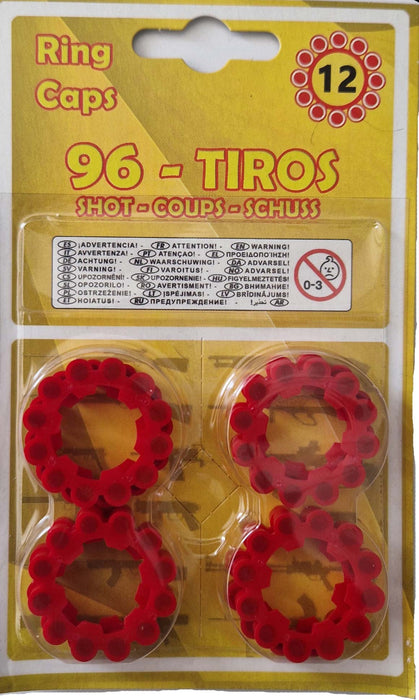 Ring
Caps
12
96 - TIROS
SHOT - COUPS - SCHUSS
ES ¡ADVERTENCIA! - FR ATTENTION! - EN WARNING!
IT AVVERTENZA! - PT ATENÇAO! - EL ΠΡΟΕΙΔΟΠΟΊΗΣΗ!
DE ACHTUNG! - NL WAARSCHUWING! - DA ADVARSEL!
SV VARNING! - FI VAROITUS! - NO ADVARSEL!
CS UPOZORNĚNÍ! - SK UPOZORNENIE! - HU FIGYELMEZTETÉS!
SL OPOZORILO! - RO AVERTISMENT! - BG ВНИМАНИЕ!
PL OSTRZEŻENIE! - LT ĮSPĖJIMAS! - LV BRĪDINĀJUMS!
ET HOIATUS! - RU ПРЕДУПРЕЖДЕНИЕ! - تحذير! AR
0-3